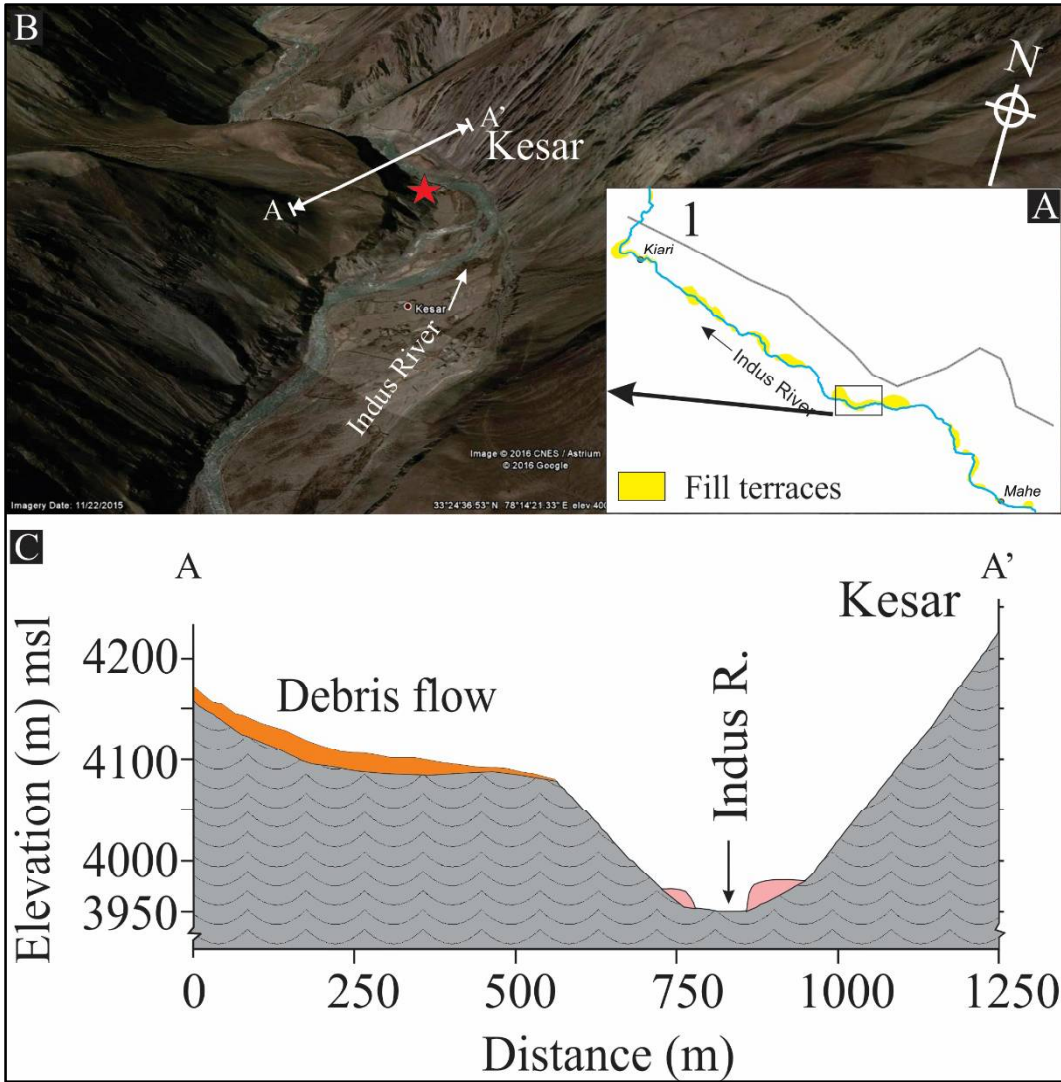 B
N
A'
Kesar
A
Kesar
Indus River
Image © 2016 CNES / Astrium
© 2016 Google
Imagery Date: 11/22/2015
33°24'36.53" N 78°14'21.33" E elev 400
A
1
Kiari
Indus River
Mahe
Fill terraces
C
A
A’
Kesar
Debris flow
Indus R.
Elevation (m) msl
4200
4100
4000
3950
0 250 500 750 1000 1250
Distance (m)